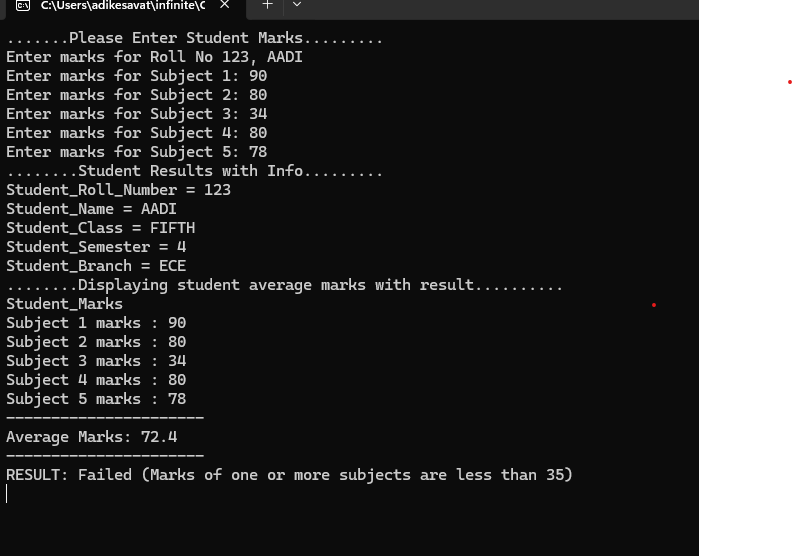 C:\Users\adikesavat\infinite\C
.......Please Enter Student Marks.........
Enter marks for Roll No 123, AADI
Enter marks for Subject 1: 90
Enter marks for Subject 2: 80
Enter marks for Subject 3: 34
Enter marks for Subject 4: 80
Enter marks for Subject 5: 78
........Student Results with Info.........
Student_Roll_Number = 123
Student_Name = AADI
Student_Class = FIFTH
Student_Semester = 4
Student_Branch = ECE
........Displaying student average marks with result..........
Student_Marks
Subject 1 marks : 90
Subject 2 marks : 80
Subject 3 marks : 34
Subject 4 marks : 80
Subject 5 marks : 78
----------------------
Average Marks: 72.4
----------------------
RESULT: Failed (Marks of one or more subjects are less than 35)